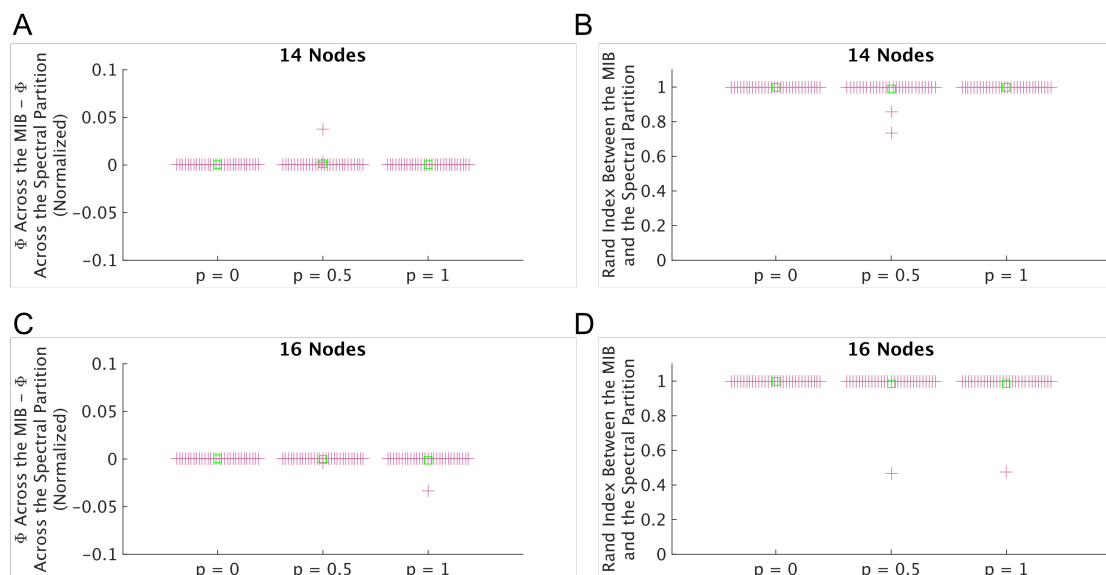 A
14 Nodes
Φ Across the MIB – Φ
Across the Spectral Partition
(Normalized)
0.1
0.05
0
−0.05
−0.1
p = 0
p = 0.5
p = 1
B
14 Nodes
Rand Index Between the MIB
and the Spectral Partition
1
0.8
0.6
0.4
0.2
0
p = 0
p = 0.5
p = 1
C
16 Nodes
Φ Across the MIB – Φ
Across the Spectral Partition
(Normalized)
0.1
0.05
0
−0.05
−0.1
p = 0
p = 0.5
p = 1
D
16 Nodes
Rand Index Between the MIB
and the Spectral Partition
1
0.8
0.6
0.4
0.2
0
p = 0
p = 0.5
p = 1